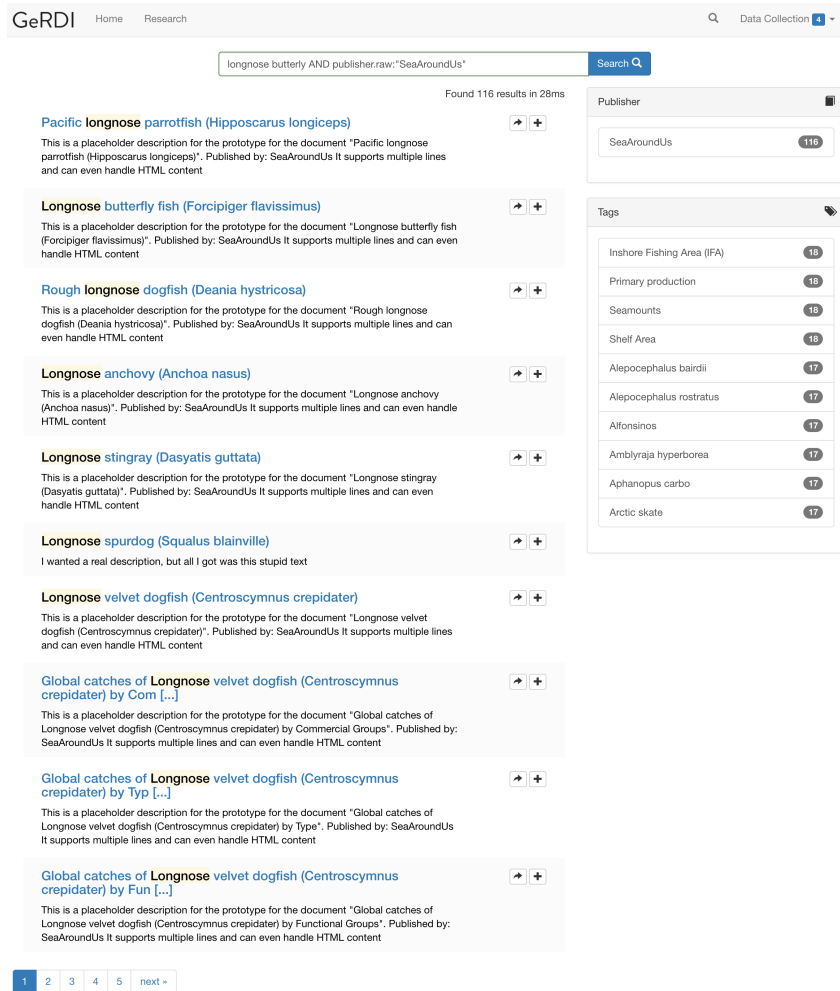 GeRDI Home Research Data Collection 4
longnose butterly AND publisher.raw:"SeaAroundUs" Search
Found 116 results in 28ms
Pacific longnose parrotfish (Hipposcarus longiceps)
This is a placeholder description for the prototype for the document "Pacific longnose
parrotfish (Hipposcarus longiceps)". Published by: SeaAroundUs It supports multiple lines
and can even handle HTML content
Longnose butterfly fish (Forcipiger flavissimus)
This is a placeholder description for the prototype for the document "Longnose butterfly fish
(Forcipiger flavissimus)". Published by: SeaAroundUs It supports multiple lines and can even
handle HTML content
Rough longnose dogfish (Deania hystricosa)
This is a placeholder description for the prototype for the document "Rough longnose
dogfish (Deania hystricosa)". Published by: SeaAroundUs It supports multiple lines and can
even handle HTML content
Longnose anchovy (Anchoa nasus)
This is a placeholder description for the prototype for the document "Longnose anchovy
(Anchoa nasus)". Published by: SeaAroundUs It supports multiple lines and can even handle
HTML content
Longnose stingray (Dasyatis guttata)
This is a placeholder description for the prototype for the document "Longnose stingray
(Dasyatis guttata)". Published by: SeaAroundUs It supports multiple lines and can even
handle HTML content
Longnose spurdog (Squalus blainville)
I wanted a real description, but all I got was this stupid text
Longnose velvet dogfish (Centroscymnus crepidater)
This is a placeholder description for the prototype for the document "Longnose velvet
dogfish (Centroscymnus crepidater)". Published by: SeaAroundUs It supports multiple lines
and can even handle HTML content
Global catches of Longnose velvet dogfish (Centroscymnus
crepidater) by Com [...]
This is a placeholder description for the prototype for the document "Global catches of
Longnose velvet dogfish (Centroscymnus crepidater) by Commercial Groups". Published by:
SeaAroundUs It supports multiple lines and can even handle HTML content
Global catches of Longnose velvet dogfish (Centroscymnus
crepidater) by Typ [...]
This is a placeholder description for the prototype for the document "Global catches of
Longnose velvet dogfish (Centroscymnus crepidater) by Type". Published by: SeaAroundUs
It supports multiple lines and can even handle HTML content
Global catches of Longnose velvet dogfish (Centroscymnus
crepidater) by Fun [...]
This is a placeholder description for the prototype for the document "Global catches of
Longnose velvet dogfish (Centroscymnus crepidater) by Functional Groups". Published by:
SeaAroundUs It supports multiple lines and can even handle HTML content
1 2 3 4 5 next »
Publisher
SeaAroundUs 116
Tags
Inshore Fishing Area (IFA) 18
Primary production 18
Seamounts 18
Shelf Area 18
Alepocephalus bairdii 17
Alepocephalus rostratus 17
Alfonsinos 17
Amblyraja hyperborea 17
Aphanopus carbo 17
Arctic skate 17